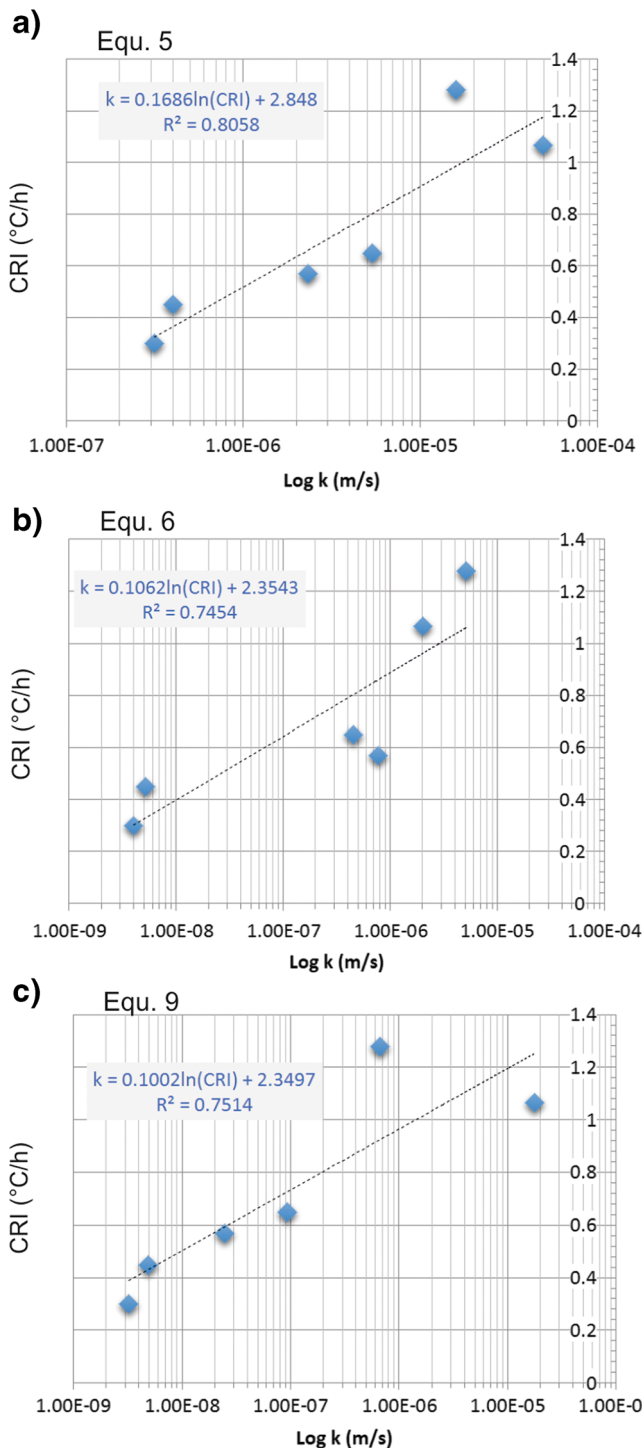 a)
Equ. 5
k = 0.1686ln(CRI) + 2.848
R² = 0.8058
CRI (°C/h)
1.4
1.2
1
0.8
0.6
0.4
0.2
0
1.00E-07 1.00E-06 1.00E-05 1.00E-04
Log k (m/s)
b)
Equ. 6
k = 0.1062ln(CRI) + 2.3543
R² = 0.7454
CRI (°C/h)
1.4
1.2
1
0.8
0.6
0.4
0.2
0
1.00E-09 1.00E-08 1.00E-07 1.00E-06 1.00E-05 1.00E-04
Log k (m/s)
c)
Equ. 9
k = 0.1002ln(CRI) + 2.3497
R² = 0.7514
CRI (°C/h)
1.4
1.2
1
0.8
0.6
0.4
0.2
0
1.00E-09 1.00E-08 1.00E-07 1.00E-06 1.00E-05 1.00E-0
Log k (m/s)